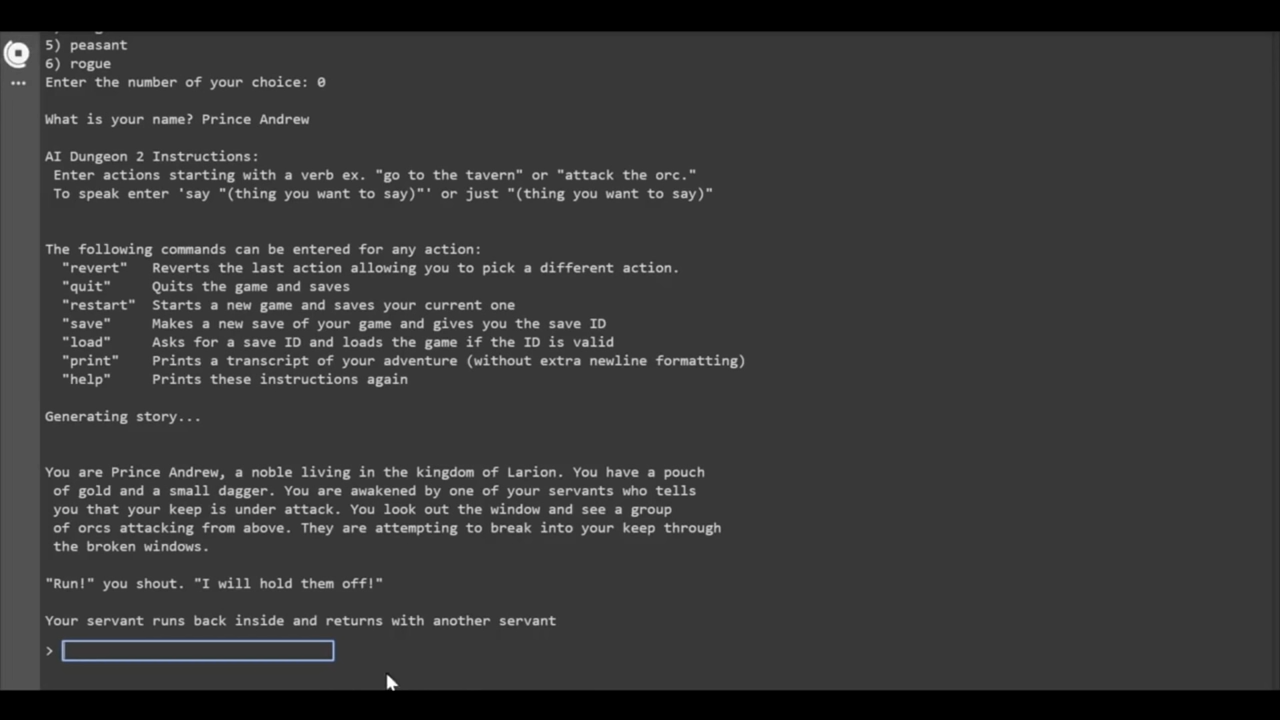 5) peasant
6) rogue
Enter the number of your choice: 0
What is your name? Prince Andrew
AI Dungeon 2 Instructions:
Enter actions starting with a verb ex. "go to the tavern" or "attack the orc."
To speak enter 'say "(thing you want to say)"' or just "(thing you want to say)"
The following commands can be entered for any action:
"revert" Reverts the last action allowing you to pick a different action.
"quit" Quits the game and saves
"restart" Starts a new game and saves your current one
"save" Makes a new save of your game and gives you the save ID
"load" Asks for a save ID and loads the game if the ID is valid
"print" Prints a transcript of your adventure (without extra newline formatting)
"help" Prints these instructions again
Generating story...
You are Prince Andrew, a noble living in the kingdom of Larion. You have a pouch
of gold and a small dagger. You are awakened by one of your servants who tells
you that your keep is under attack. You look out the window and see a group
of orcs attacking from above. They are attempting to break into your keep through
the broken windows.
"Run!" you shout. "I will hold them off!"
Your servant runs back inside and returns with another servant
>